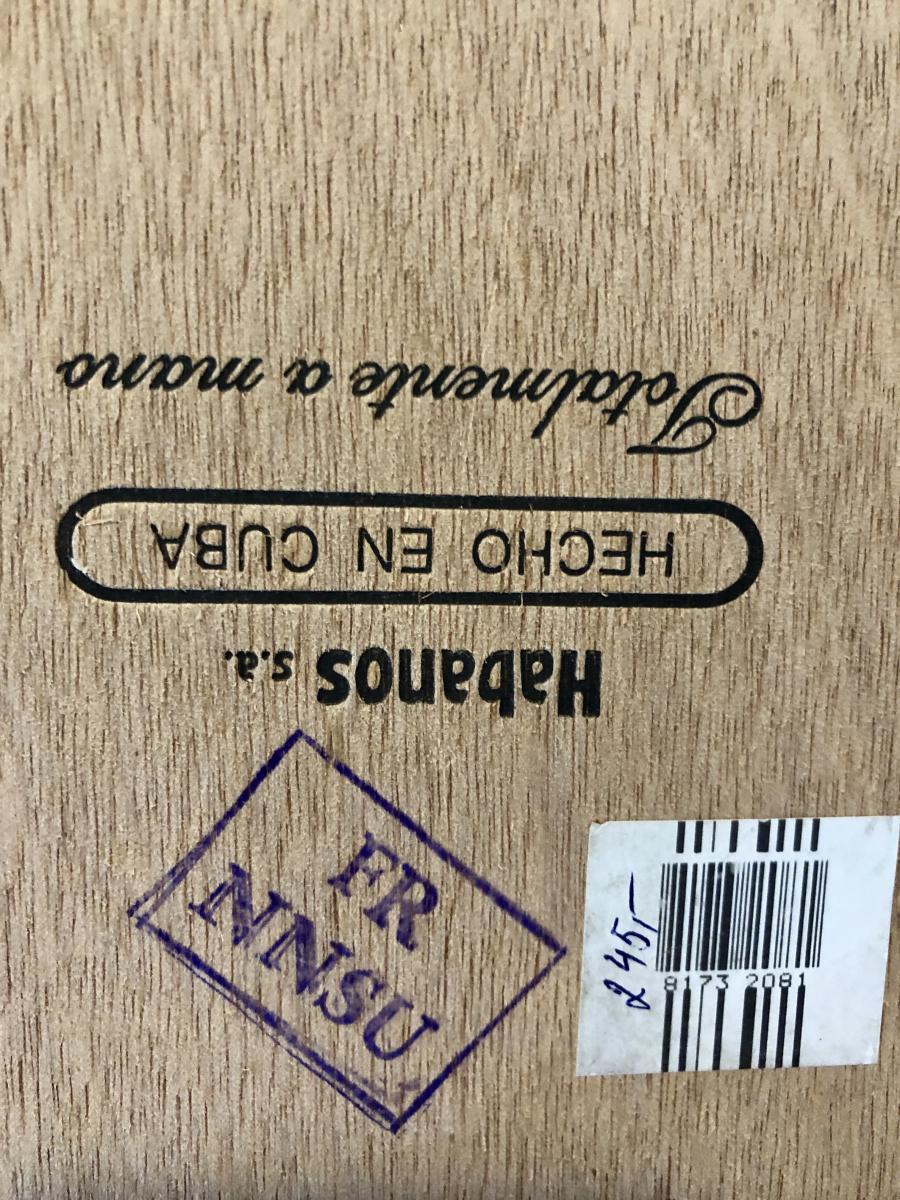 Habanos s.a.
HECHO EN CUBA
Totalmente a mano
FR
NNSU
245,-
8173 2081